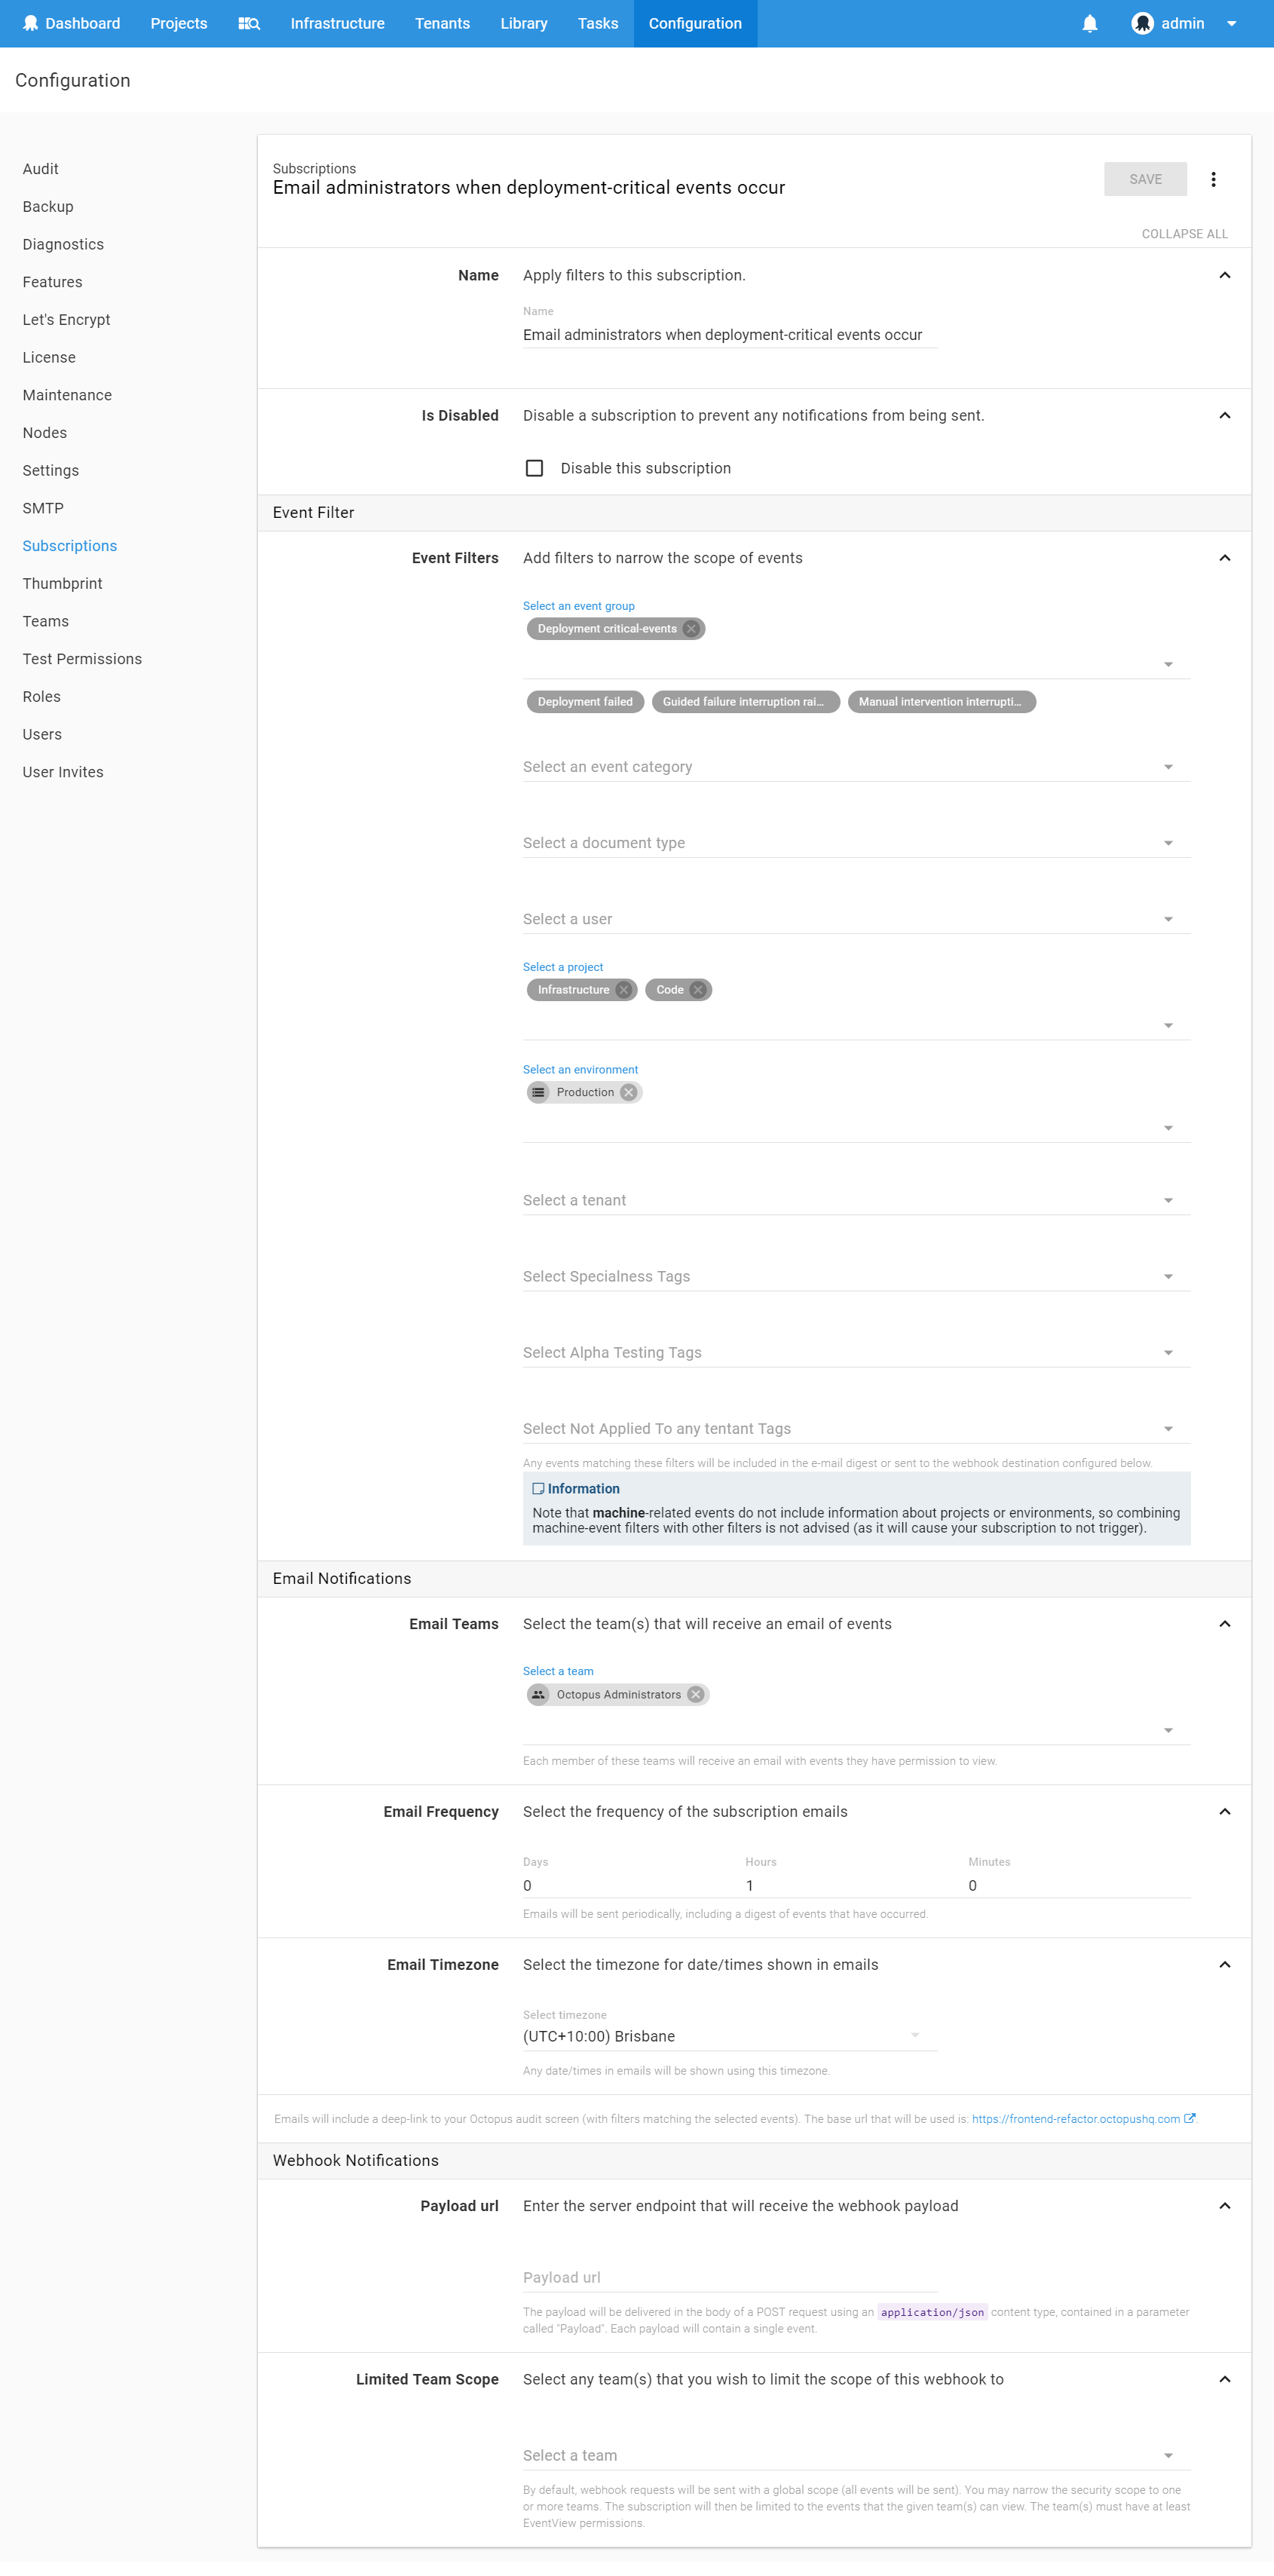 Dashboard Projects Infrastructure Tenants Library Tasks Configuration admin
Configuration
Audit
Backup
Diagnostics
Features
Let's Encrypt
License
Maintenance
Nodes
Settings
SMTP
Subscriptions
Thumbprint
Teams
Test Permissions
Roles
Users
User Invites
Subscriptions
Email administrators when deployment-critical events occur
SAVE
COLLAPSE ALL
Name Apply filters to this subscription.
Name
Email administrators when deployment-critical events occur
Is Disabled Disable a subscription to prevent any notifications from being sent.
Disable this subscription
Event Filter
Event Filters Add filters to narrow the scope of events
Select an event group
Deployment critical-events
Deployment failed Guided failure interruption rai... Manual intervention interrupti...
Select an event category
Select a document type
Select a user
Select a project
Infrastructure Code
Select an environment
Production
Select a tenant
Select Specialness Tags
Select Alpha Testing Tags
Select Not Applied To any tentant Tags
Any events matching these filters will be included in the e-mail digest or sent to the webhook destination configured below.
Information
Note that machine-related events do not include information about projects or environments, so combining
machine-event filters with other filters is not advised (as it will cause your subscription to not trigger).
Email Notifications
Email Teams Select the team(s) that will receive an email of events
Select a team
Octopus Administrators
Each member of these teams will receive an email with events they have permission to view.
Email Frequency Select the frequency of the subscription emails
Days Hours Minutes
0 1 0
Emails will be sent periodically, including a digest of events that have occurred.
Email Timezone Select the timezone for date/times shown in emails
Select timezone
(UTC+10:00) Brisbane
Any date/times in emails will be shown using this timezone.
Emails will include a deep-link to your Octopus audit screen (with filters matching the selected events). The base url that will be used is: https://frontend-refactor.octopushq.com
Webhook Notifications
Payload url Enter the server endpoint that will receive the webhook payload
Payload url
The payload will be delivered in the body of a POST request using an application/json content type, contained in a parameter
called "Payload". Each payload will contain a single event.
Limited Team Scope Select any team(s) that you wish to limit the scope of this webhook to
Select a team
By default, webhook requests will be sent with a global scope (all events will be sent). You may narrow the security scope to one
or more teams. The subscription will then be limited to the events that the given team(s) can view. The team(s) must have at least
EventView permissions.